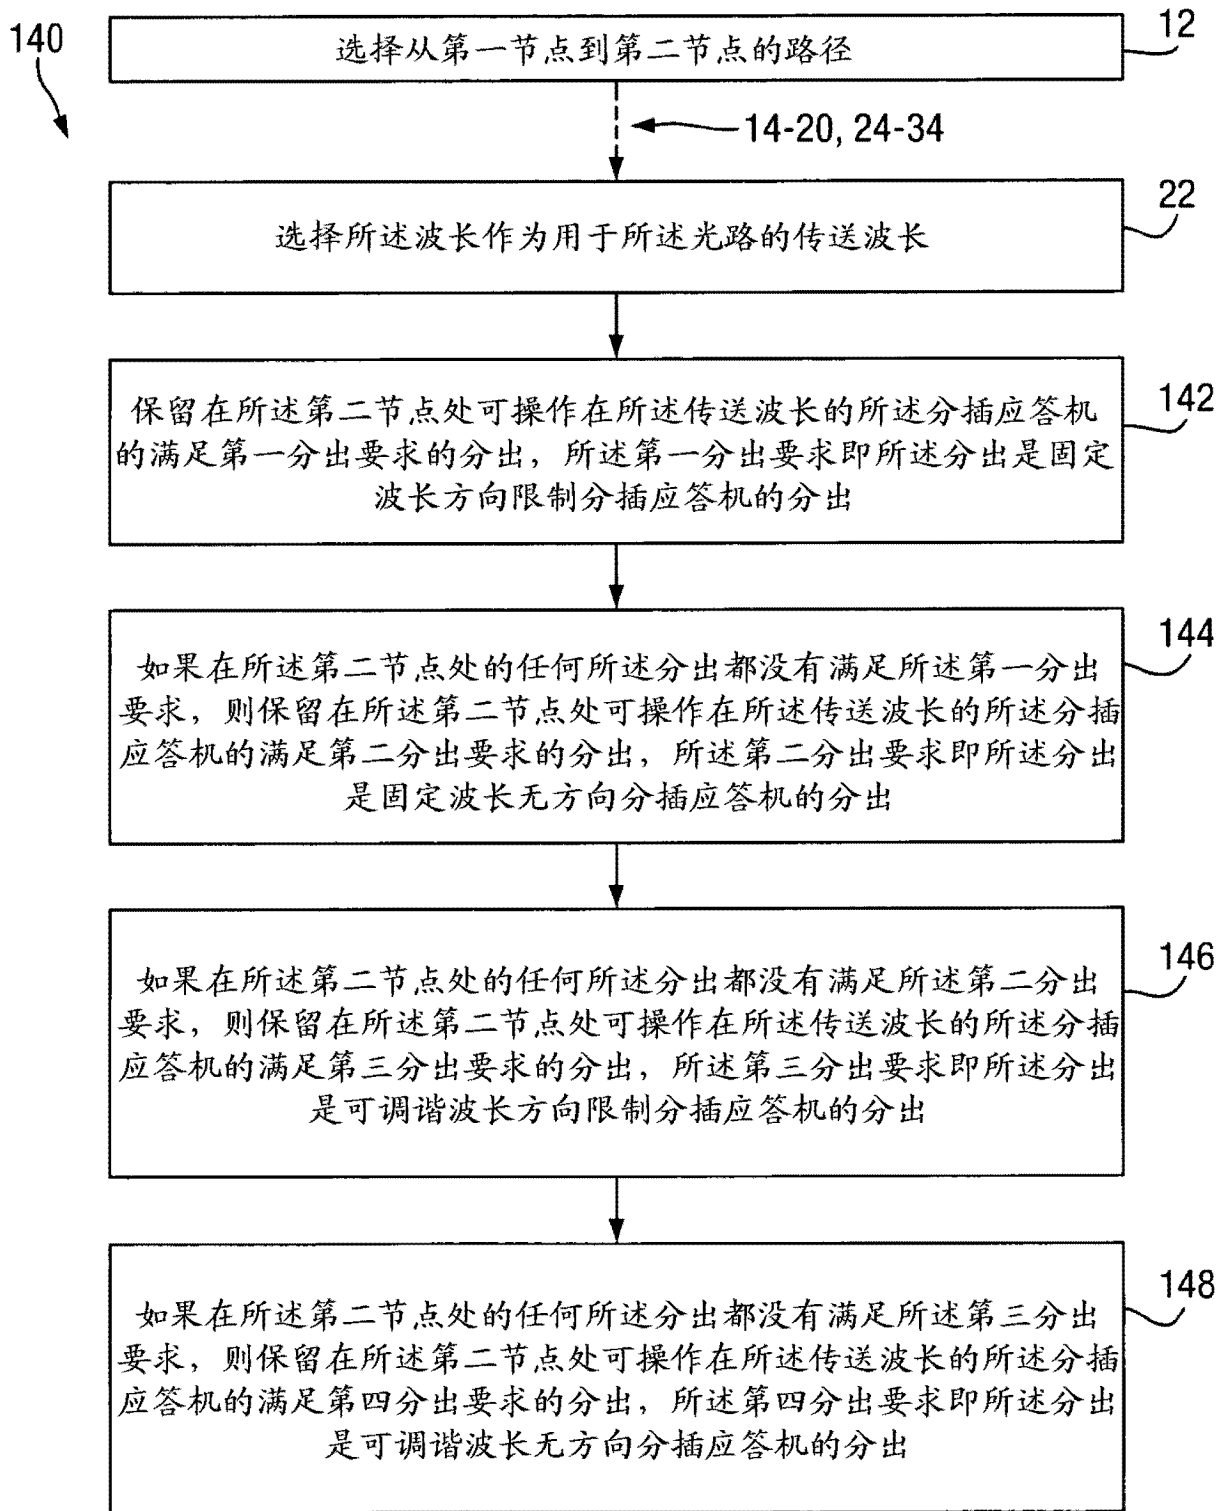 140
选择从第一节点到第二节点的路径
12
14-20, 24-34
选择所述波长作为用于所述光路的传送波长
22
保留在所述第二节点处可操作在所述传送波长的所述分插应答机
的满足第一分出要求的分出，所述第一分出要求即所述分出是固定
波长方向限制分插应答机的分出
142
如果在所述第二节点处的任何所述分出都没有满足所述第一分出
要求，则保留在所述第二节点处可操作在所述传送波长的所述分插
应答机的满足第二分出要求的分出，所述第二分出要求即所述分出
是固定波长无方向分插应答机的分出
144
如果在所述第二节点处的任何所述分出都没有满足所述第二分出
要求，则保留在所述第二节点处可操作在所述传送波长的所述分插
应答机的满足第三分出要求的分出，所述第三分出要求即所述分出
是可调谐波长方向限制分插应答机的分出
146
如果在所述第二节点处的任何所述分出都没有满足所述第三分出
要求，则保留在所述第二节点处可操作在所述传送波长的所述分插
应答机的满足第四分出要求的分出，所述第四分出要求即所述分出
是可调谐波长无方向分插应答机的分出
148